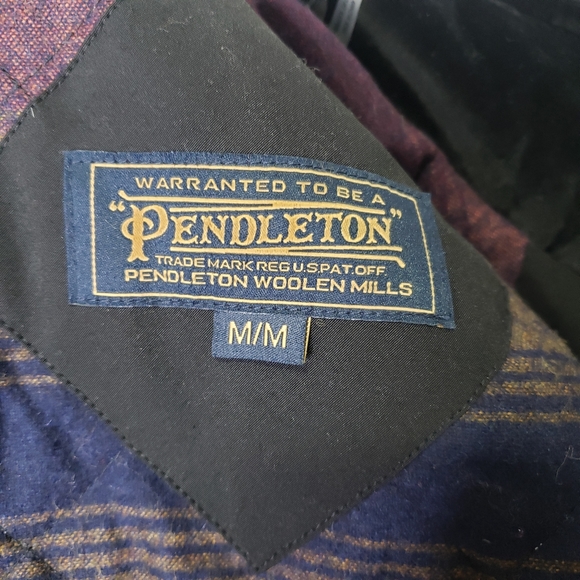 WARRANTED TO BE A
"PENDLETON"
TRADE MARK REG U.S.PAT.OFF.
PENDLETON WOOLEN MILLS
M/M